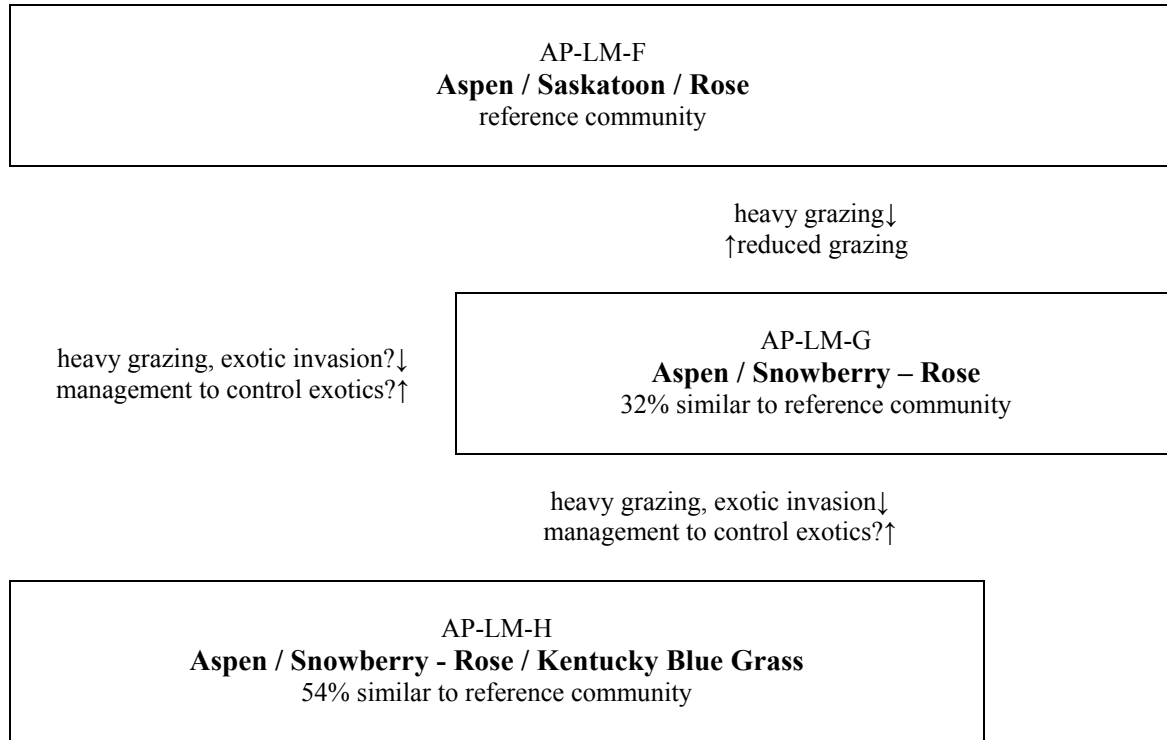 AP-LM-F
Aspen / Saskatoon / Rose
reference community
heavy grazing↓
↑reduced grazing
heavy grazing, exotic invasion?↓
management to control exotics?↑
AP-LM-G
Aspen / Snowberry – Rose
32% similar to reference community
heavy grazing, exotic invasion↓
management to control exotics?↑
AP-LM-H
Aspen / Snowberry - Rose / Kentucky Blue Grass
54% similar to reference community